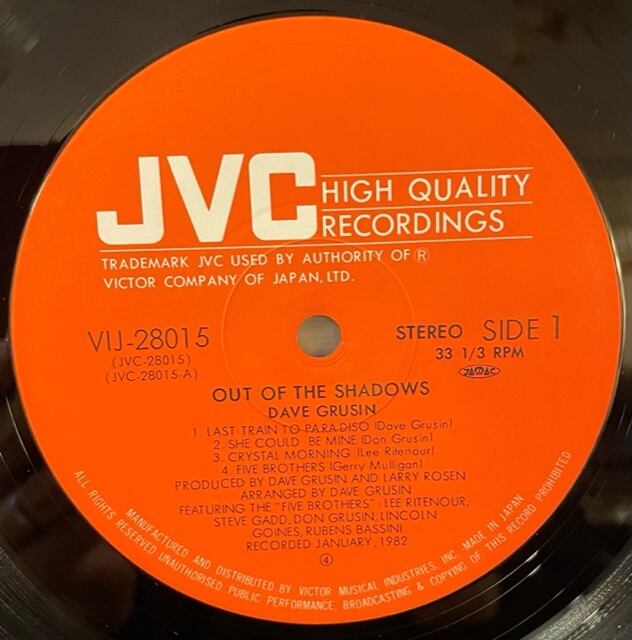 JVC HIGH QUALITY
RECORDINGS
TRADEMARK JVC USED BY AUTHORITY OF ®
VICTOR COMPANY OF JAPAN, LTD.
VIJ-28015
(JVC-28015)
(JVC-28015-A)
STEREO SIDE 1
33 1/3 RPM
JASRAC
OUT OF THE SHADOWS
DAVE GRUSIN
1. LAST TRAIN TO PARADISO (Dave Grusin)
2. SHE COULD BE MINE (Don Grusin)
3. CRYSTAL MORNING (Lee Ritenour)
4. FIVE BROTHERS (Gerry Mulligan)
PRODUCED BY DAVE GRUSIN AND LARRY ROSEN
ARRANGED BY DAVE GRUSIN
FEATURING THE "FIVE BROTHERS": LEE RITENOUR,
STEVE GADD, DON GRUSIN, LINCOLN
GOINES, RUBENS BASSINI
RECORDED JANUARY, 1982
④
MANUFACTURED AND DISTRIBUTED BY VICTOR MUSICAL INDUSTRIES, INC. MADE IN JAPAN
ALL RIGHTS RESERVED UNAUTHORISED PUBLIC PERFORMANCE. BROADCASTING & COPYING OF THIS RECORD PROHIBITED